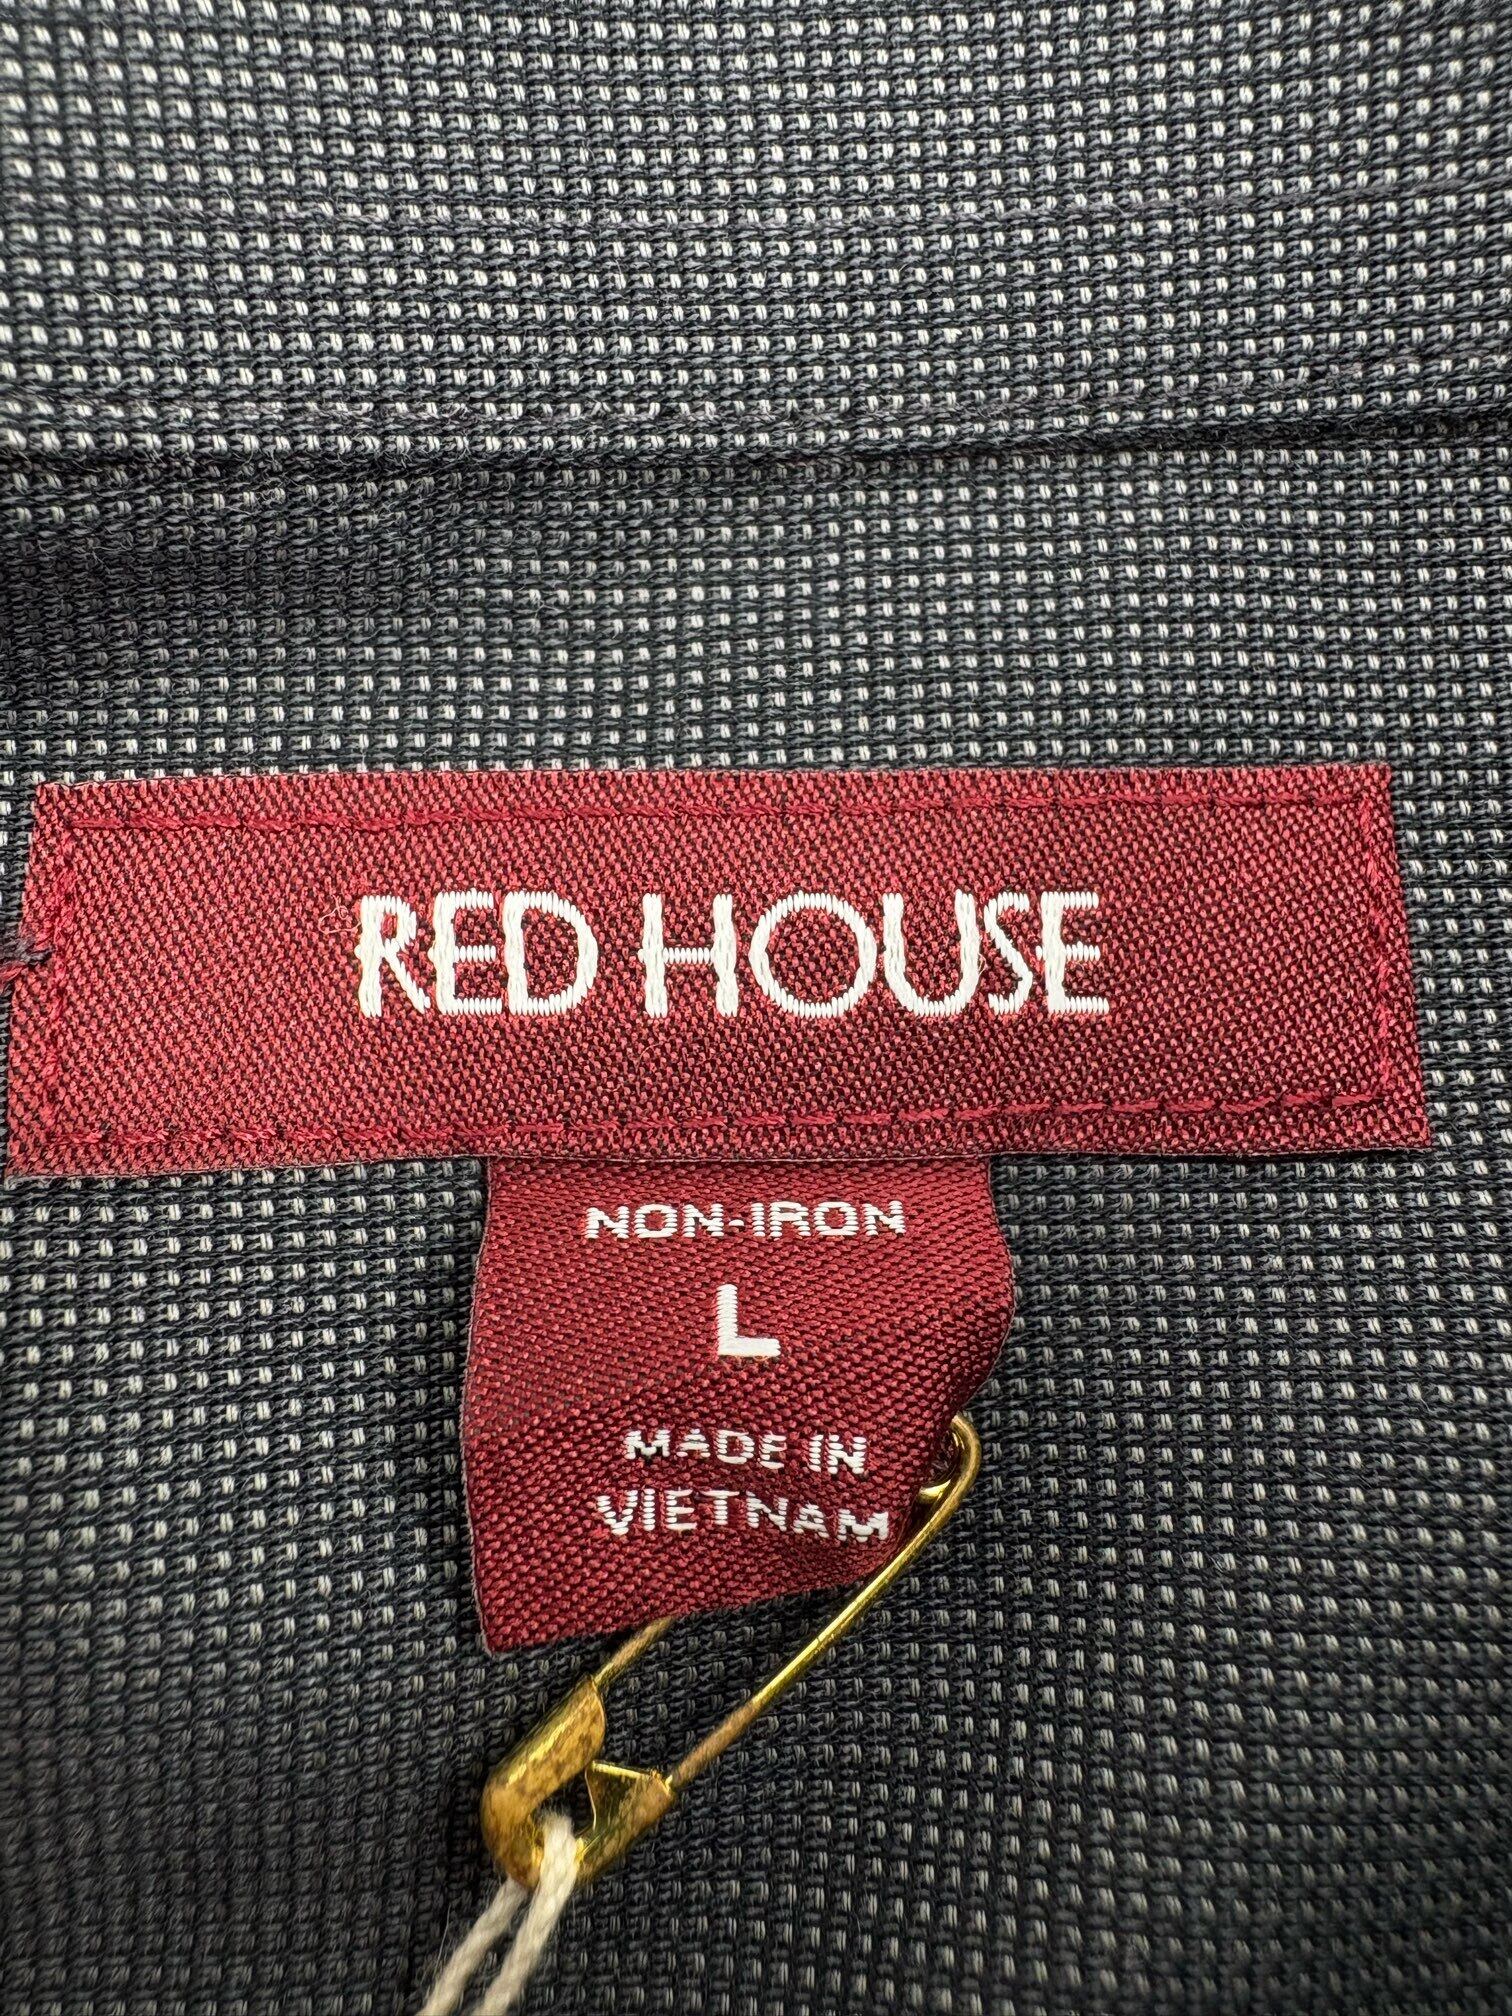 RED HOUSE
NON-IRON
L
MADE IN
VIETNAM